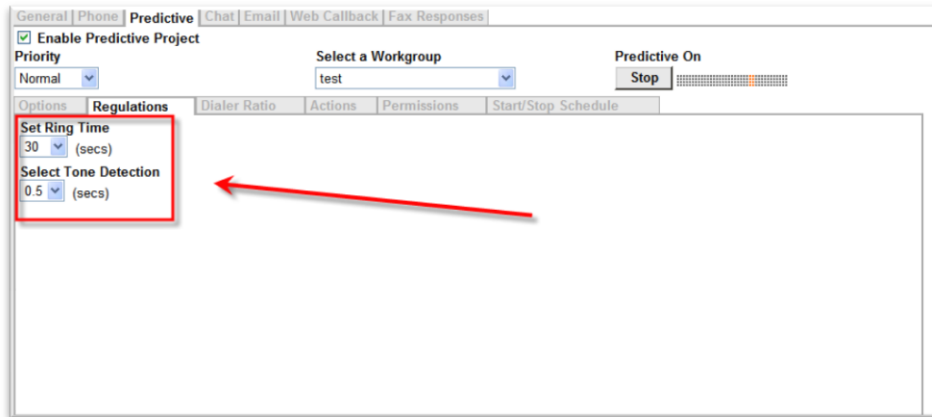 General Phone Predictive Chat Email Web Callback Fax Responses
Enable Predictive Project
Priority Select a Workgroup Predictive On
Normal test Stop
Options Regulations Dialer Ratio Actions Permissions Start/Stop Schedule
Set Ring Time
30 (secs)
Select Tone Detection
0.5 (secs)